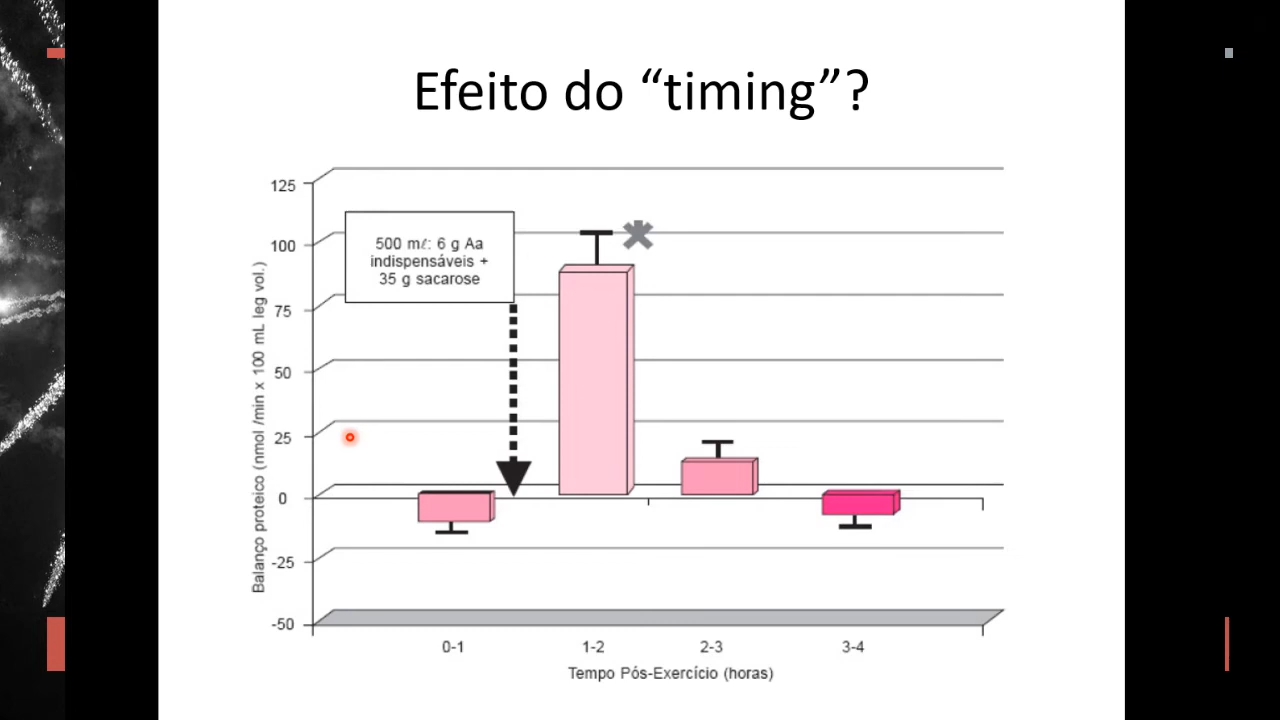 Efeito do “timing”?
125
100
75
50
25
0
-25
-50
Balanço proteico (nmol /min x 100 mL leg vol.)
500 mℓ: 6 g Aa
indispensáveis +
35 g sacarose
0-1
1-2
2-3
3-4
Tempo Pós-Exercício (horas)